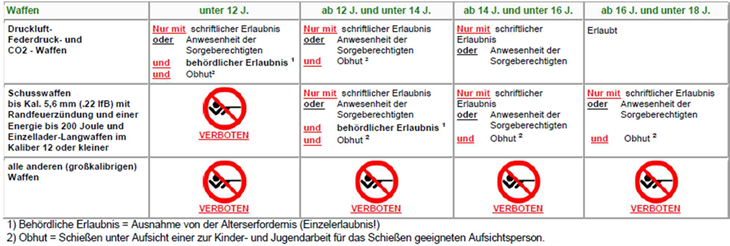 Waffen unter 12 J. ab 12 J. und unter 14 J. ab 14 J. und unter 16 J. ab 16 J. und unter 18 J.
Druckluft-
Federdruck- und
CO2 - Waffen
Nur mit schriftlicher Erlaubnis
oder Anwesenheit der
Sorgeberechtigten
und behördlicher Erlaubnis ¹
und Obhut²
Nur mit schriftlicher Erlaubnis
oder Anwesenheit der
Sorgeberechtigten
und Obhut ²
Nur mit schriftlicher
Erlaubnis
oder Anwesenheit der
Sorgeberechtigten
Erlaubt
Schusswaffen
bis Kal. 5,6 mm (.22 lfB) mit
Randfeuerzündung und einer
Energie bis 200 Joule und
Einzellader-Langwaffen im
Kaliber 12 oder kleiner
VERBOTEN
Nur mit schriftlicher Erlaubnis
oder Anwesenheit der
Sorgeberechtigten
und behördlicher Erlaubnis ¹
und Obhut ²
Nur mit schriftlicher
Erlaubnis
oder Anwesenheit der
Sorgeberechtigten
und Obhut ²
Nur mit schriftlicher Erlaubnis
oder Anwesenheit der
Sorgeberechtigten
und Obhut ²
alle anderen (großkalibrigen)
Waffen
VERBOTEN
VERBOTEN
VERBOTEN
VERBOTEN
1) Behördliche Erlaubnis = Ausnahme von der Alterserfordernis (Einzelerlaubnis!)
2) Obhut = Schießen unter Aufsicht einer zur Kinder- und Jugendarbeit für das Schießen geeigneten Aufsichtsperson.